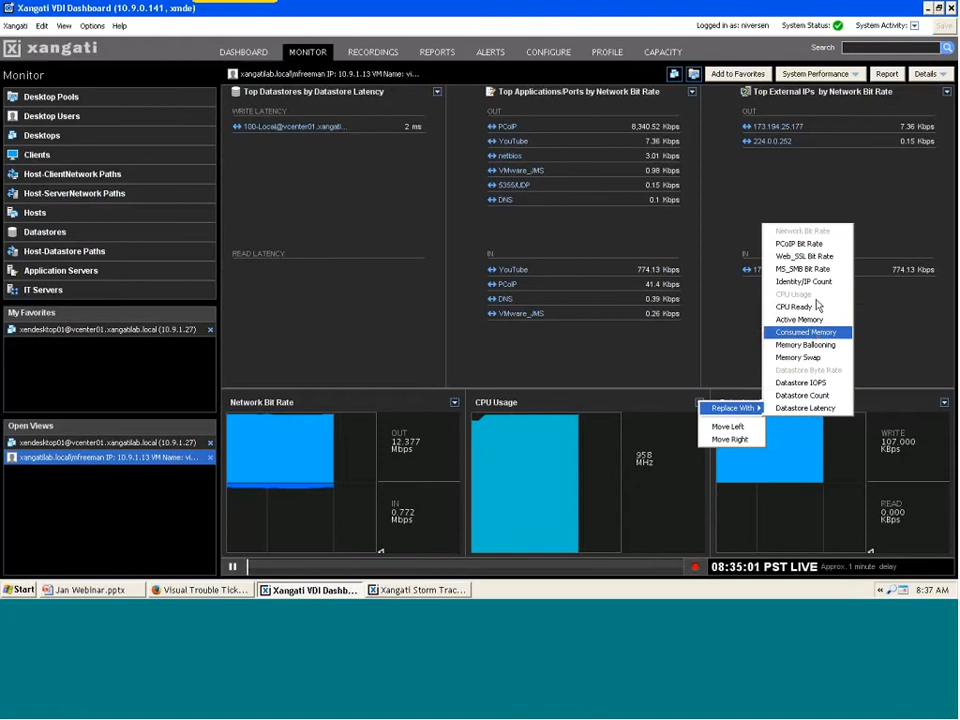 Xangati VDI Dashboard (10.9.0.141, xmde)
Xangati Edit View Options Help
Logged in as: niversen System Status: System Activity: Save
xangati
DASHBOARD MONITOR RECORDINGS REPORTS ALERTS CONFIGURE PROFILE CAPACITY
Search
Monitor
xangatilab.local\mfreeman IP: 10.9.1.13 VM Name: vi...
Add to Favorites System Performance Report Details
Desktop Pools
Desktop Users
Desktops
Clients
Host-ClientNetwork Paths
Host-ServerNetwork Paths
Hosts
Datastores
Host-Datastore Paths
Application Servers
IT Servers
My Favorites
xendesktop01@vcenter01.xangatilab.local (10.9.1.27)
Open Views
xendesktop01@vcenter01.xangatilab.local (10.9.1.27)
xangatilab.local\mfreeman IP: 10.9.1.13 VM Name: vi...
Top Datastores by Datastore Latency
WRITE LATENCY
100-Local@vcenter01.xangati... 2 ms
READ LATENCY
Top Applications/Ports by Network Bit Rate
OUT
PCoIP 8,340.52 Kbps
YouTube 7.36 Kbps
netbios 3.01 Kbps
VMware_JMS 0.98 Kbps
5355/UDP 0.15 Kbps
DNS 0.1 Kbps
IN
YouTube 774.13 Kbps
PCoIP 41.4 Kbps
DNS 0.39 Kbps
VMware_JMS 0.26 Kbps
Top External IPs by Network Bit Rate
OUT
173.194.25.177 7.36 Kbps
224.0.0.252 0.15 Kbps
IN
774.13 Kbps
Network Bit Rate
PCoIP Bit Rate
Web_SSL Bit Rate
MS_SMB Bit Rate
Identity/IP Count
CPU Usage
CPU Ready
Active Memory
Consumed Memory
Memory Ballooning
Memory Swap
Datastore Byte Rate
Datastore IOPS
Datastore Count
Datastore Latency
Replace With
Move Left
Move Right
Network Bit Rate
OUT
12.377
Mbps
IN
0.772
Mbps
CPU Usage
958
MHz
WRITE
107.000
KBps
READ
0.000
KBps
08:35:01 PST LIVE Approx. 1 minute delay
Start Jan Webinar.pptx Visual Trouble Tick... Xangati VDI Dashb... Xangati Storm Trac... 8:37 AM